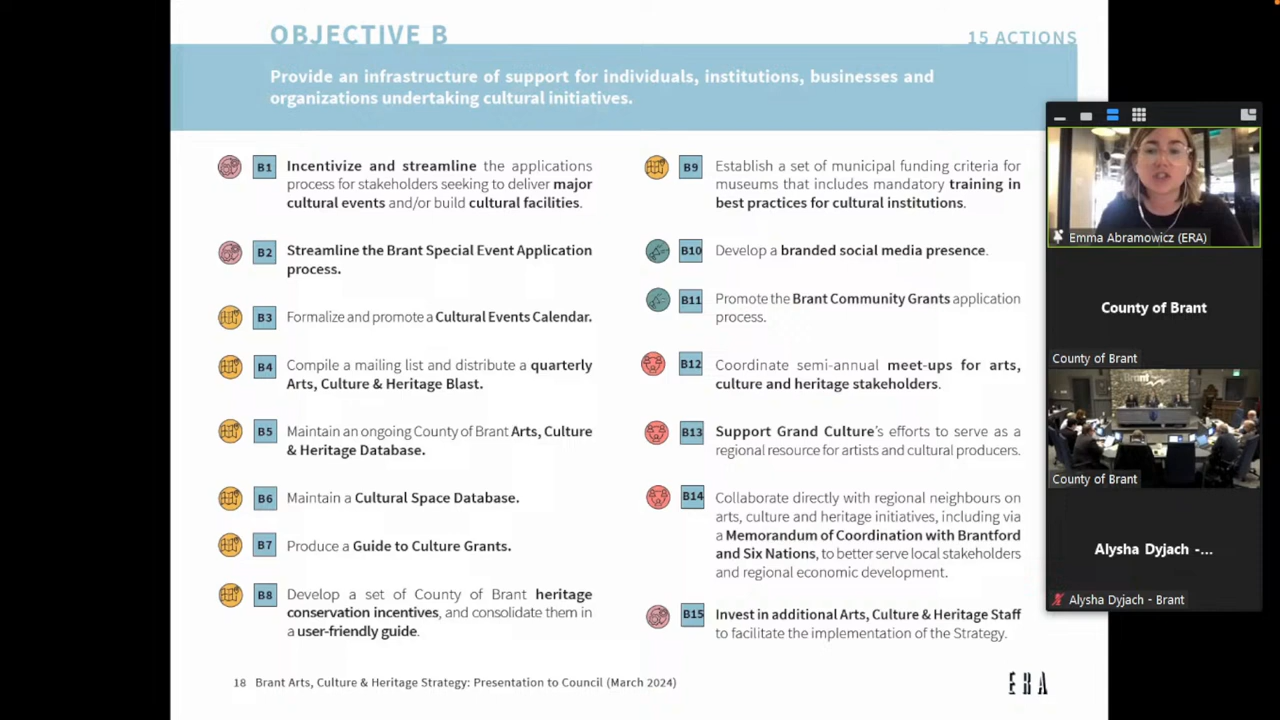 OBJECTIVE B
15 ACTIONS
Provide an infrastructure of support for individuals, institutions, businesses and
organizations undertaking cultural initiatives.
B1 Incentivize and streamline the applications
process for stakeholders seeking to deliver major
cultural events and/or build cultural facilities.
B2 Streamline the Brant Special Event Application
process.
B3 Formalize and promote a Cultural Events Calendar.
B4 Compile a mailing list and distribute a quarterly
Arts, Culture & Heritage Blast.
B5 Maintain an ongoing County of Brant Arts, Culture
& Heritage Database.
B6 Maintain a Cultural Space Database.
B7 Produce a Guide to Culture Grants.
B8 Develop a set of County of Brant heritage
conservation incentives, and consolidate them in
a user-friendly guide.
B9 Establish a set of municipal funding criteria for
museums that includes mandatory training in
best practices for cultural institutions.
B10 Develop a branded social media presence.
B11 Promote the Brant Community Grants application
process.
B12 Coordinate semi-annual meet-ups for arts,
culture and heritage stakeholders.
B13 Support Grand Culture's efforts to serve as a
regional resource for artists and cultural producers.
B14 Collaborate directly with regional neighbours on
arts, culture and heritage initiatives, including via
a Memorandum of Coordination with Brantford
and Six Nations, to better serve local stakeholders
and regional economic development.
B15 Invest in additional Arts, Culture & Heritage Staff
to facilitate the implementation of the Strategy.
18 Brant Arts, Culture & Heritage Strategy: Presentation to Council (March 2024)
ERA
Emma Abramowicz (ERA)
County of Brant
County of Brant
Brant
County of Brant
Alysha Dyjach -...
Alysha Dyjach - Brant